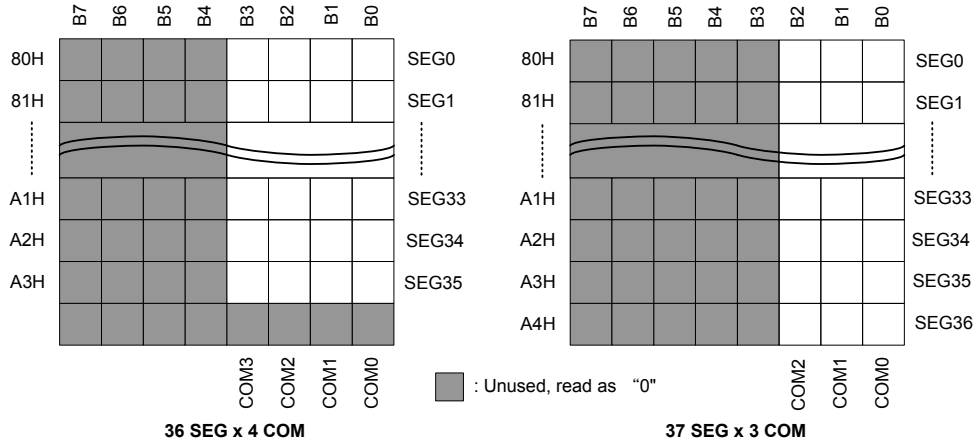 B7 B6 B5 B4 B3 B2 B1 B0
80H SEG0
81H SEG1
A1H SEG33
A2H SEG34
A3H SEG35
COM3 COM2 COM1 COM0
36 SEG x 4 COM
B7 B6 B5 B4 B3 B2 B1 B0
80H SEG0
81H SEG1
A1H SEG33
A2H SEG34
A3H SEG35
A4H SEG36
COM2 COM1 COM0
: Unused, read as “0"
37 SEG x 3 COM